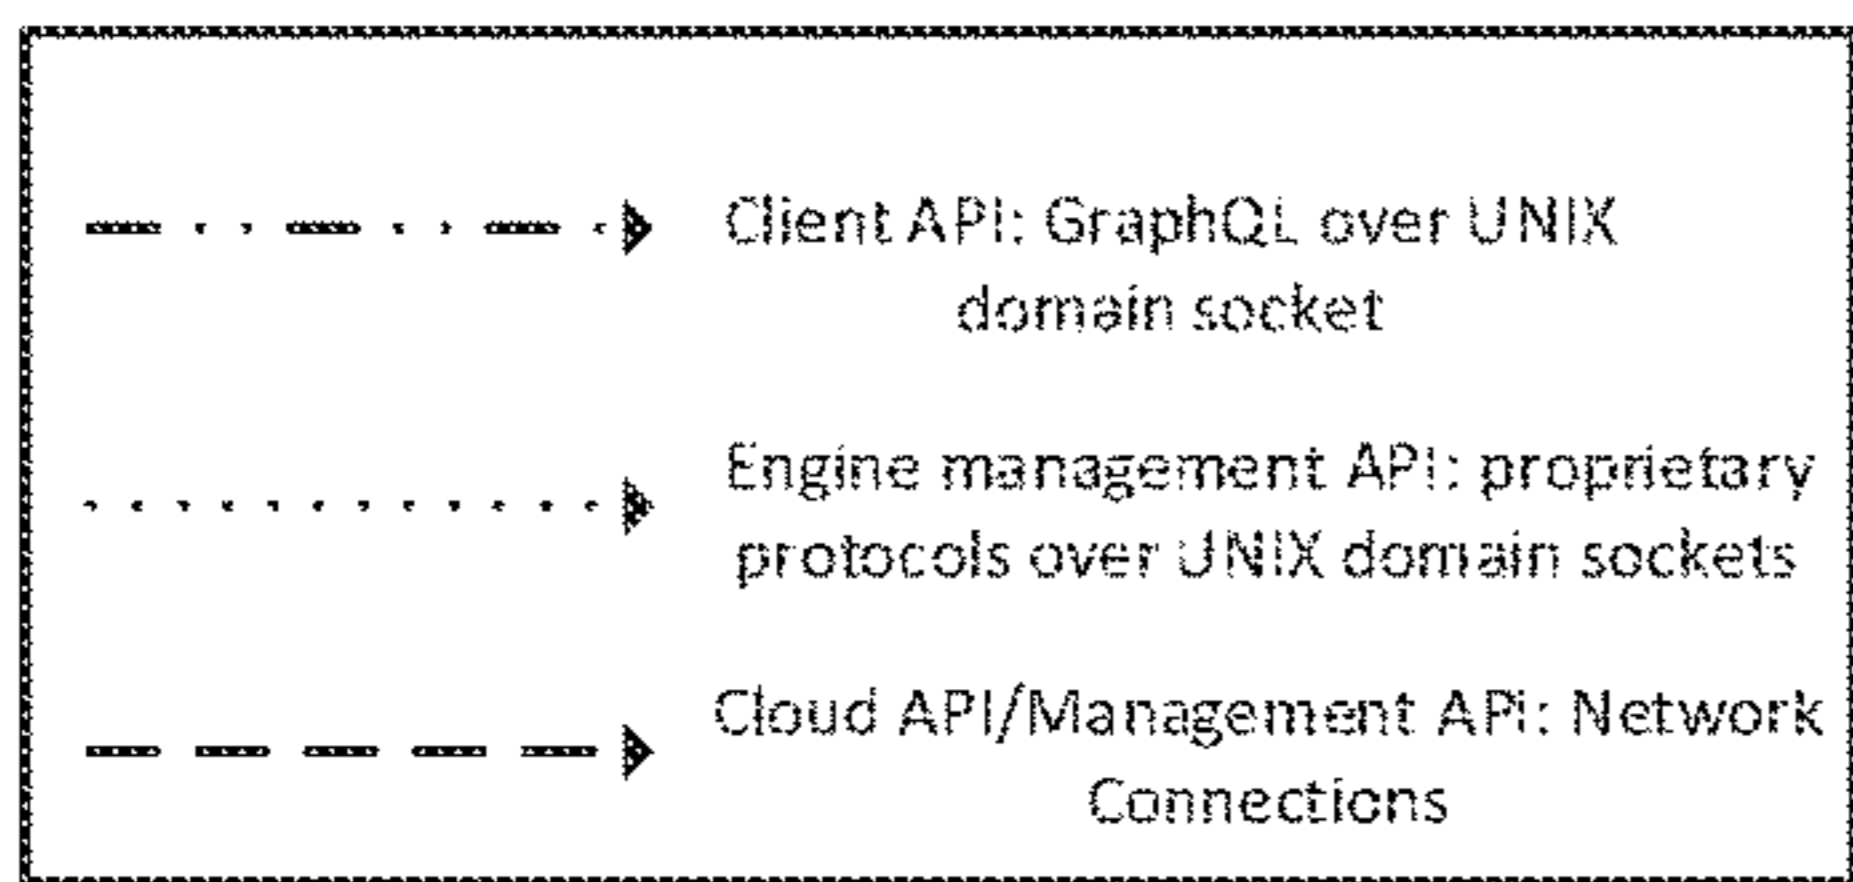 Client API: GraphQL over UNIX
domain socket
Engine management API: proprietary
protocols over UNIX domain sockets
Cloud API/Management API: Network
Connections